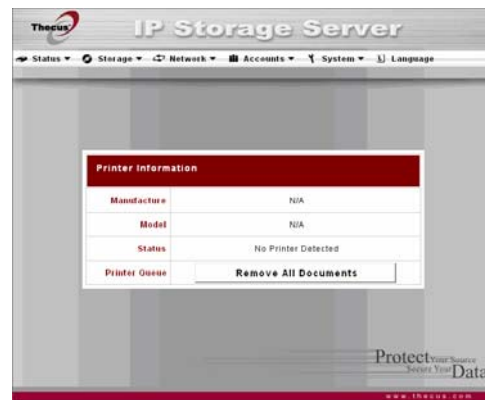 Thecus
IP Storage Server
Status Storage Network Accounts System Language
Printer Information
Manufacture N/A
Model N/A
Status No Printer Detected
Printer Queue Remove All Documents
Protect Your Source
Secure Your Data
www.thecus.com